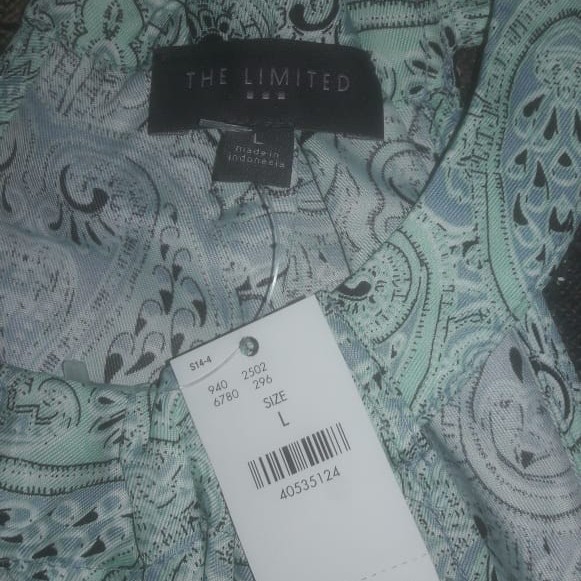 THE LIMITED
L
made in
indonesia
S14-4
940 2502
6780 296
SIZE
L
40535124